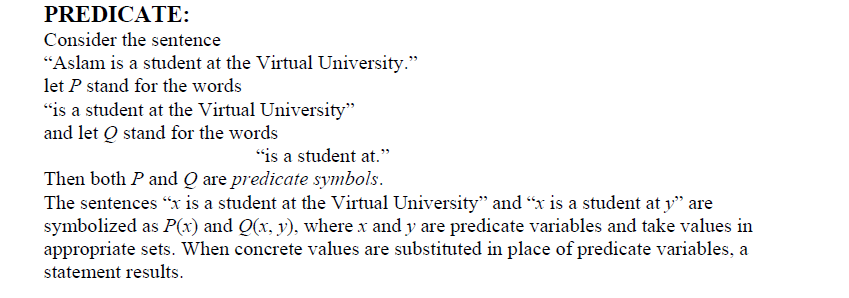 PREDICATE:
Consider the sentence
“Aslam is a student at the Virtual University.”
let P stand for the words
“is a student at the Virtual University”
and let Q stand for the words
“is a student at.”
Then both P and Q are predicate symbols.
The sentences “x is a student at the Virtual University” and “x is a student at y” are
symbolized as P(x) and Q(x, y), where x and y are predicate variables and take values in
appropriate sets. When concrete values are substituted in place of predicate variables, a
statement results.